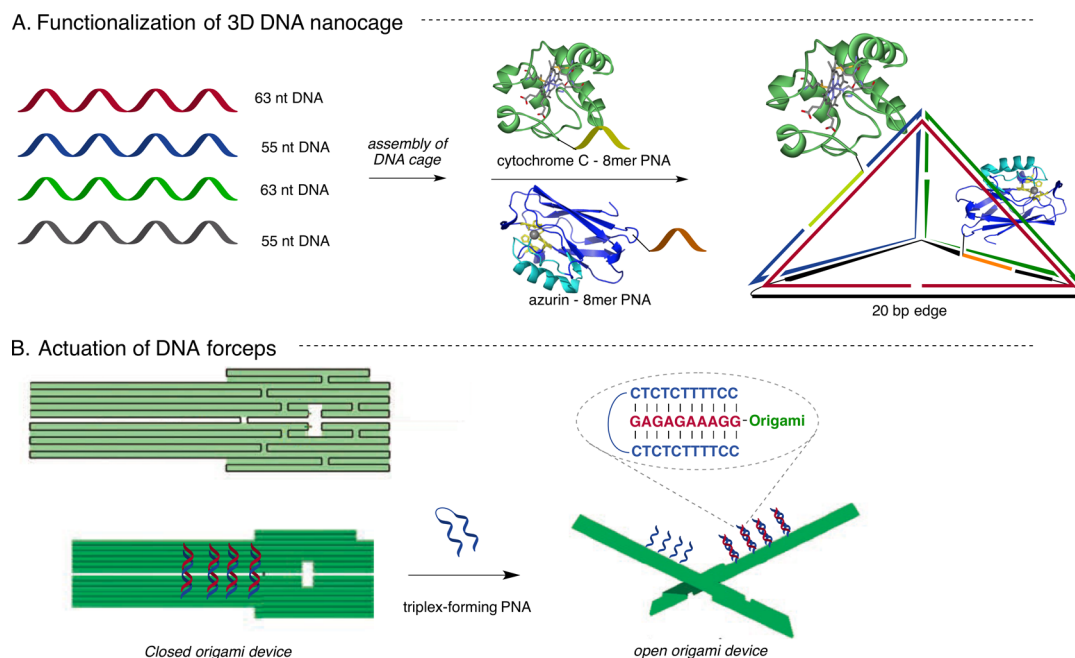 A. Functionalization of 3D DNA nanocage
63 nt DNA
55 nt DNA
63 nt DNA
55 nt DNA
assembly of
DNA cage
cytochrome C - 8mer PNA
azurin - 8mer PNA
20 bp edge
B. Actuation of DNA forceps
CTCTCTTTTCC
GAGAGAAAGG-Origami
CTCTCTTTTCC
triplex-forming PNA
Closed origami device
open origami device